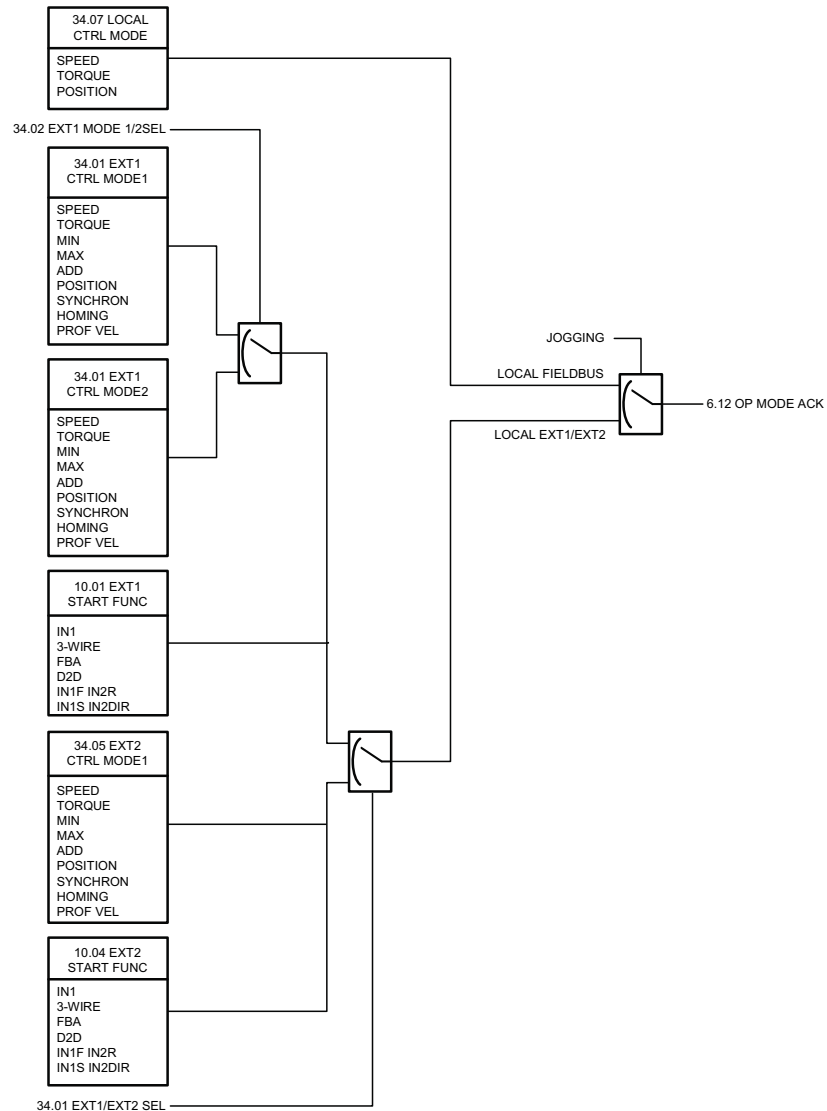 34.07 LOCAL
CTRL MODE
SPEED
TORQUE
POSITION
34.02 EXT1 MODE 1/2SEL
34.01 EXT1
CTRL MODE1
SPEED
TORQUE
MIN
MAX
ADD
POSITION
SYNCHRON
HOMING
PROF VEL
34.01 EXT1
CTRL MODE2
SPEED
TORQUE
MIN
MAX
ADD
POSITION
SYNCHRON
HOMING
PROF VEL
10.01 EXT1
START FUNC
IN1
3-WIRE
FBA
D2D
IN1F IN2R
IN1S IN2DIR
34.05 EXT2
CTRL MODE1
SPEED
TORQUE
MIN
MAX
ADD
POSITION
SYNCHRON
HOMING
PROF VEL
10.04 EXT2
START FUNC
IN1
3-WIRE
FBA
D2D
IN1F IN2R
IN1S IN2DIR
34.01 EXT1/EXT2 SEL
JOGGING
LOCAL FIELDBUS
LOCAL EXT1/EXT2
6.12 OP MODE ACK